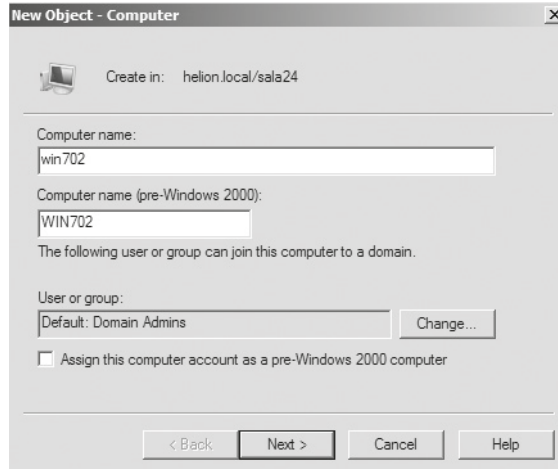 New Object - Computer
Create in: helion.local/sala24
Computer name:
win702
Computer name (pre-Windows 2000):
WIN702
The following user or group can join this computer to a domain.
User or group:
Default: Domain Admins
Change...
Assign this computer account as a pre-Windows 2000 computer
< Back Next > Cancel Help